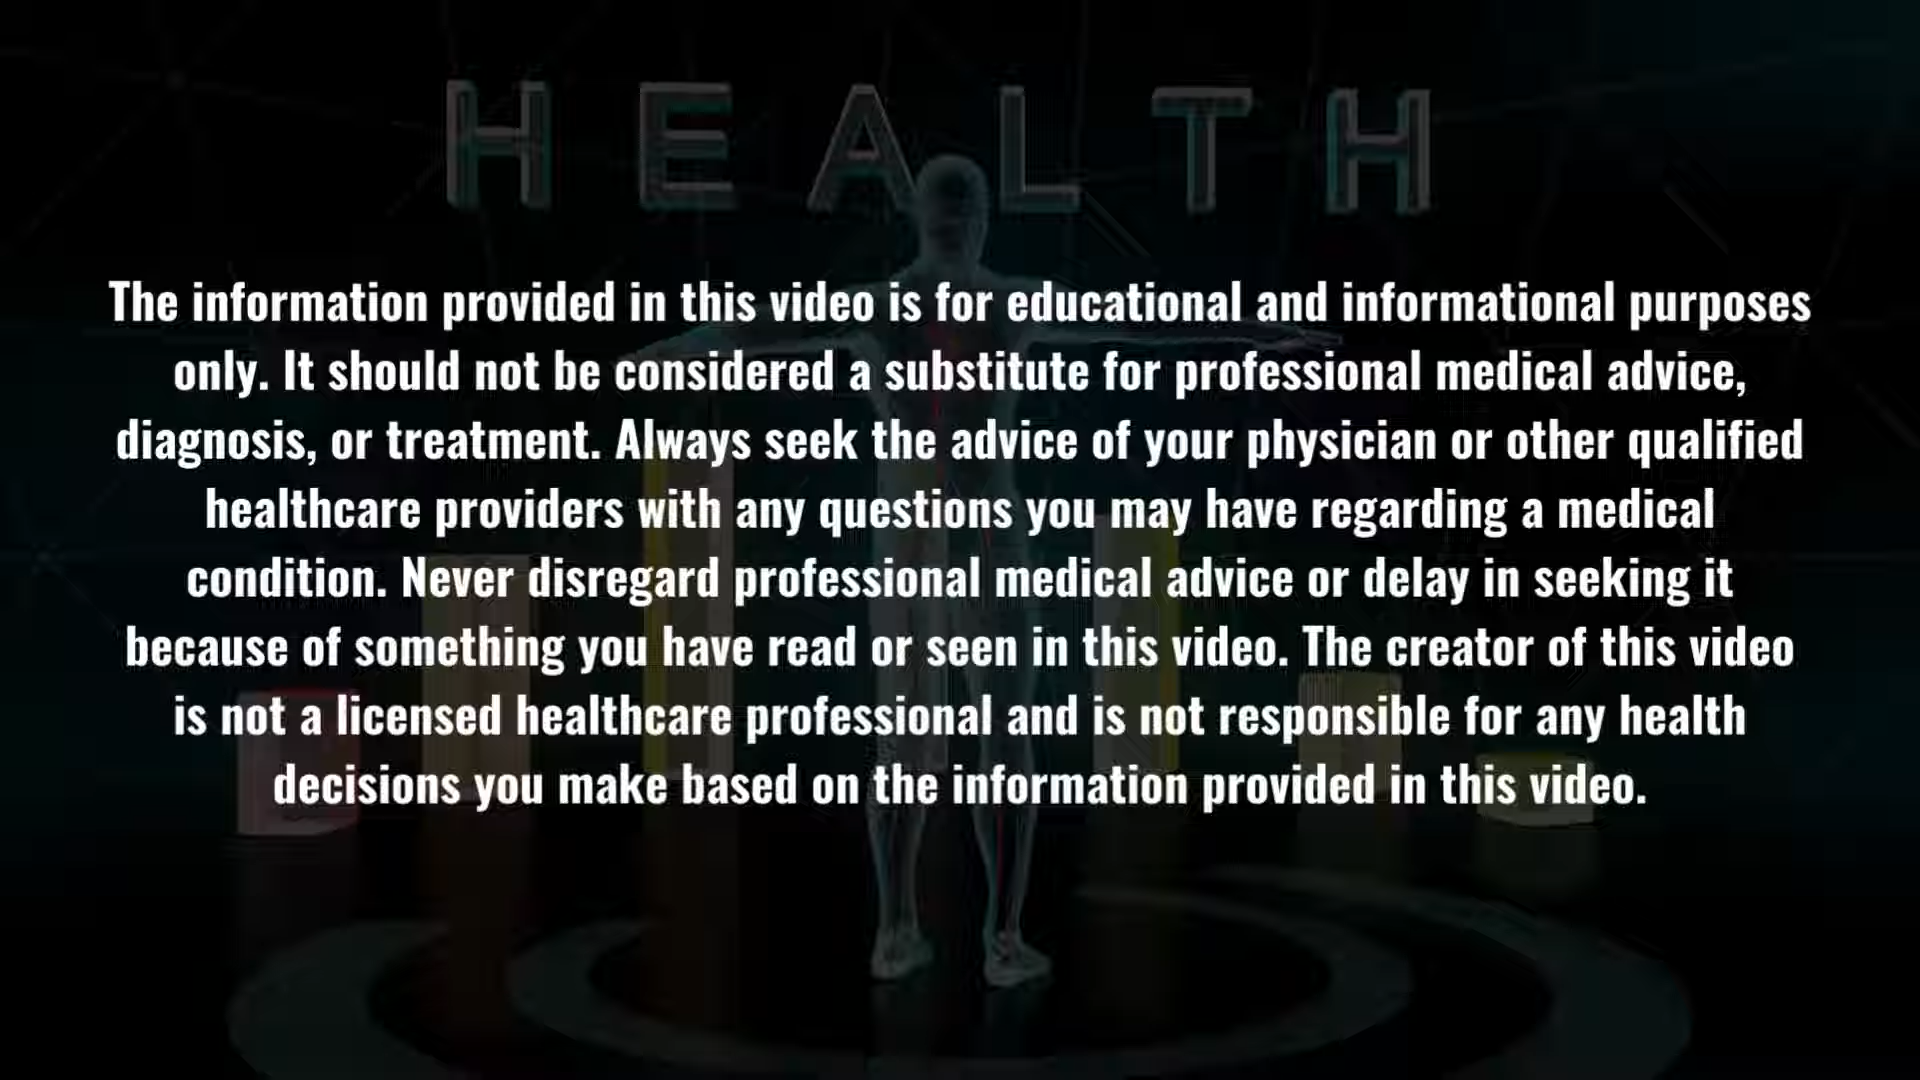 HEALTH
The information provided in this video is for educational and informational purposes
only. It should not be considered a substitute for professional medical advice,
diagnosis, or treatment. Always seek the advice of your physician or other qualified
healthcare providers with any questions you may have regarding a medical
condition. Never disregard professional medical advice or delay in seeking it
because of something you have read or seen in this video. The creator of this video
is not a licensed healthcare professional and is not responsible for any health
decisions you make based on the information provided in this video.